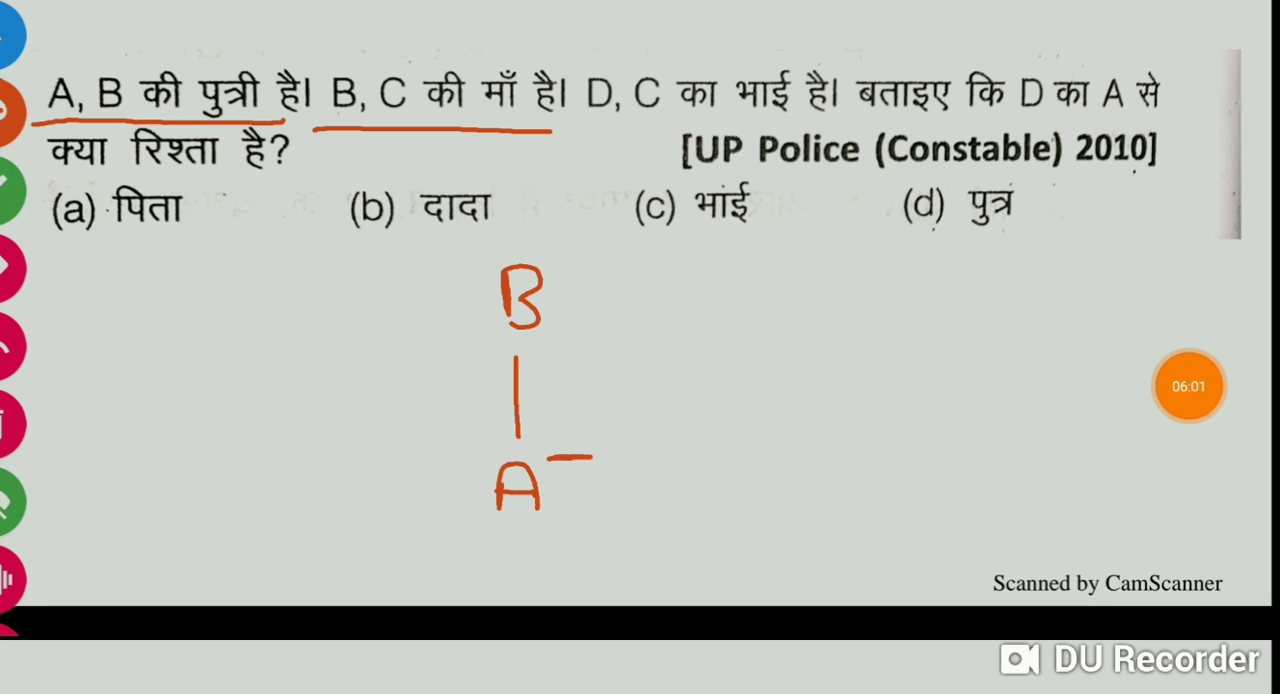 A, B की पुत्री है। B, C की माँ है। D, C का भाई है। बताइए कि D का A से
क्या रिश्ता है? [UP Police (Constable) 2010]
(a) पिता (b) दादा (c) भाई (d) पुत्र
B
06:01
A –
Scanned by CamScanner
DU Recorder